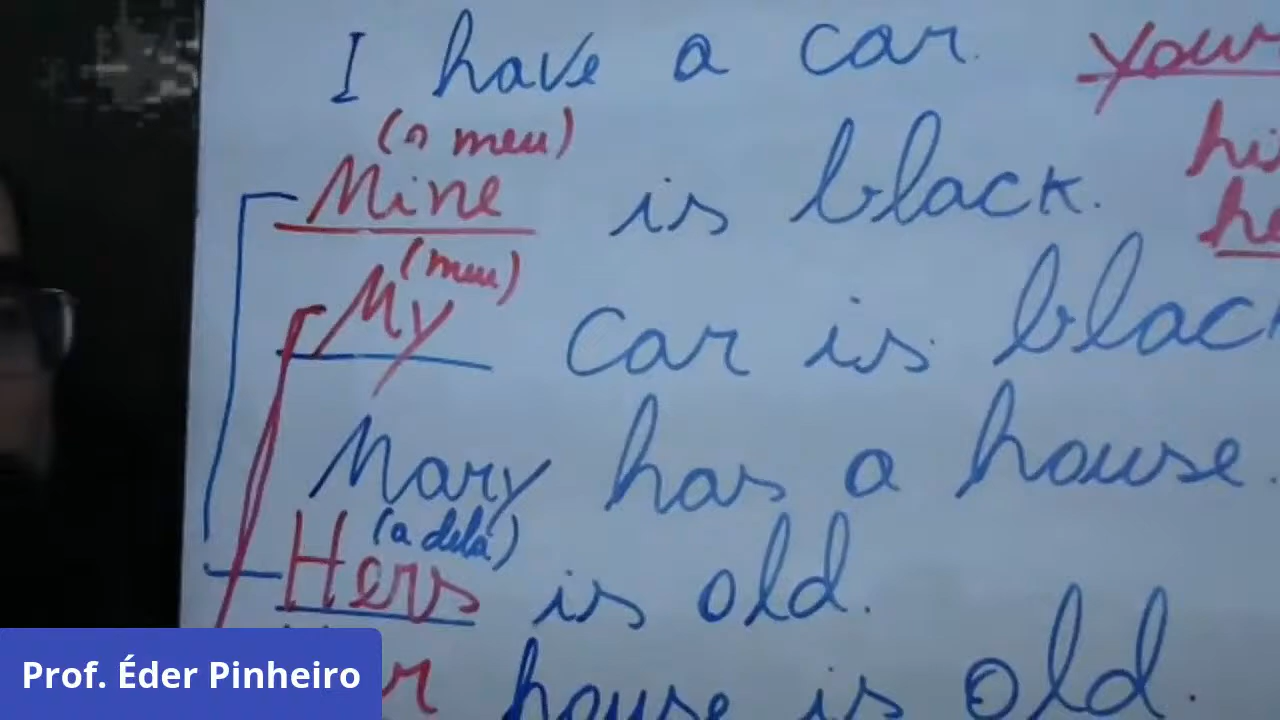 I have a car.
(o meu)
Mine is black.
(meu)
My car is black
Mary has a house.
(a dela)
Hers is old.
house is old.
Prof. Éder Pinheiro